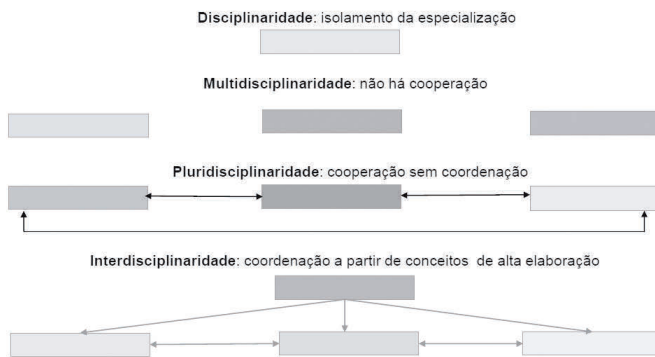 Disciplinaridade: isolamento da especialização
Multidisciplinaridade: não há cooperação
Pluridisciplinaridade: cooperação sem coordenação
Interdisciplinaridade: coordenação a partir de conceitos de alta elaboração